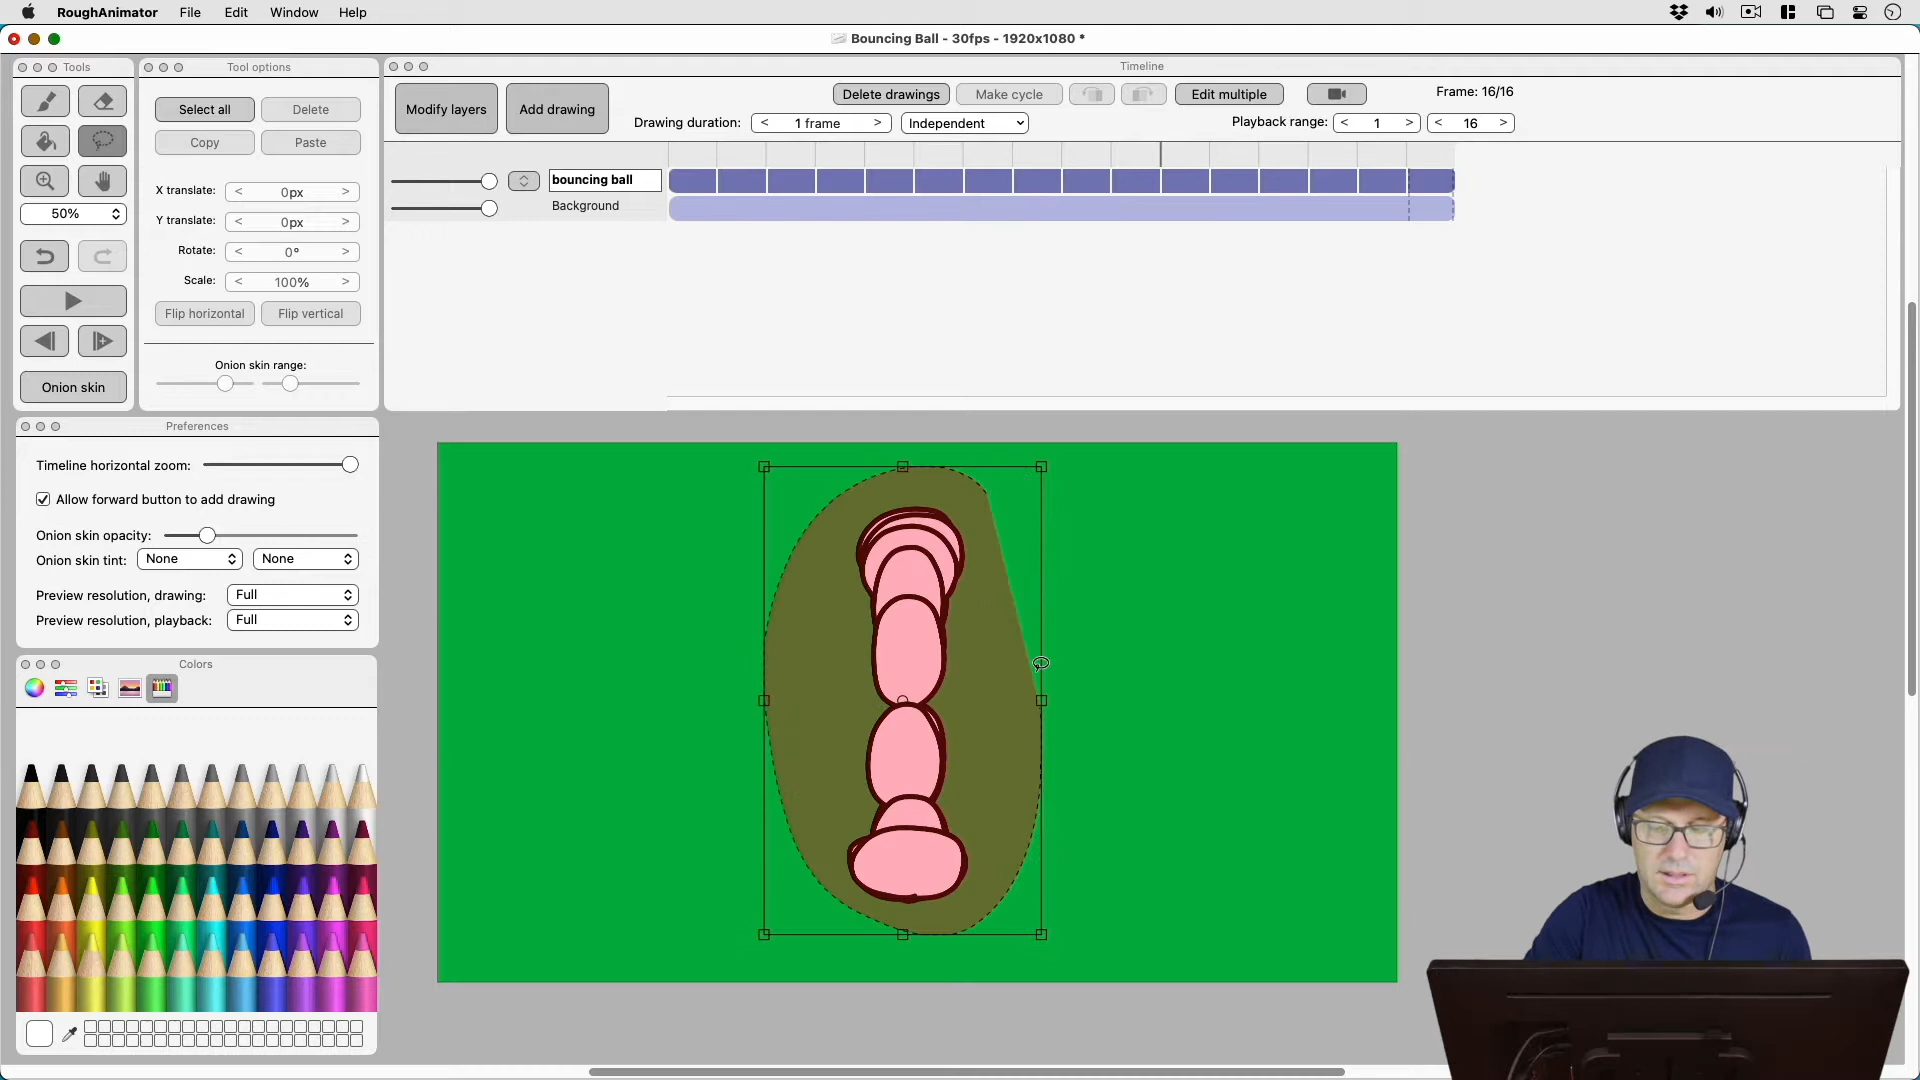 RoughAnimator File Edit Window Help
Bouncing Ball - 30fps - 1920x1080 *
Tools
Tool options
Timeline
Select all Delete
Copy Paste
X translate: < 0px >
Y translate: < 0px >
Rotate: < 0° >
Scale: < 100% >
Flip horizontal Flip vertical
Onion skin range:
50%
Onion skin
Modify layers Add drawing
Delete drawings Make cycle Edit multiple Frame: 16/16
Drawing duration: < 1 frame > Independent Playback range: < 1 > < 16 >
bouncing ball
Background
Preferences
Timeline horizontal zoom:
Allow forward button to add drawing
Onion skin opacity:
Onion skin tint: None None
Preview resolution, drawing: Full
Preview resolution, playback: Full
Colors